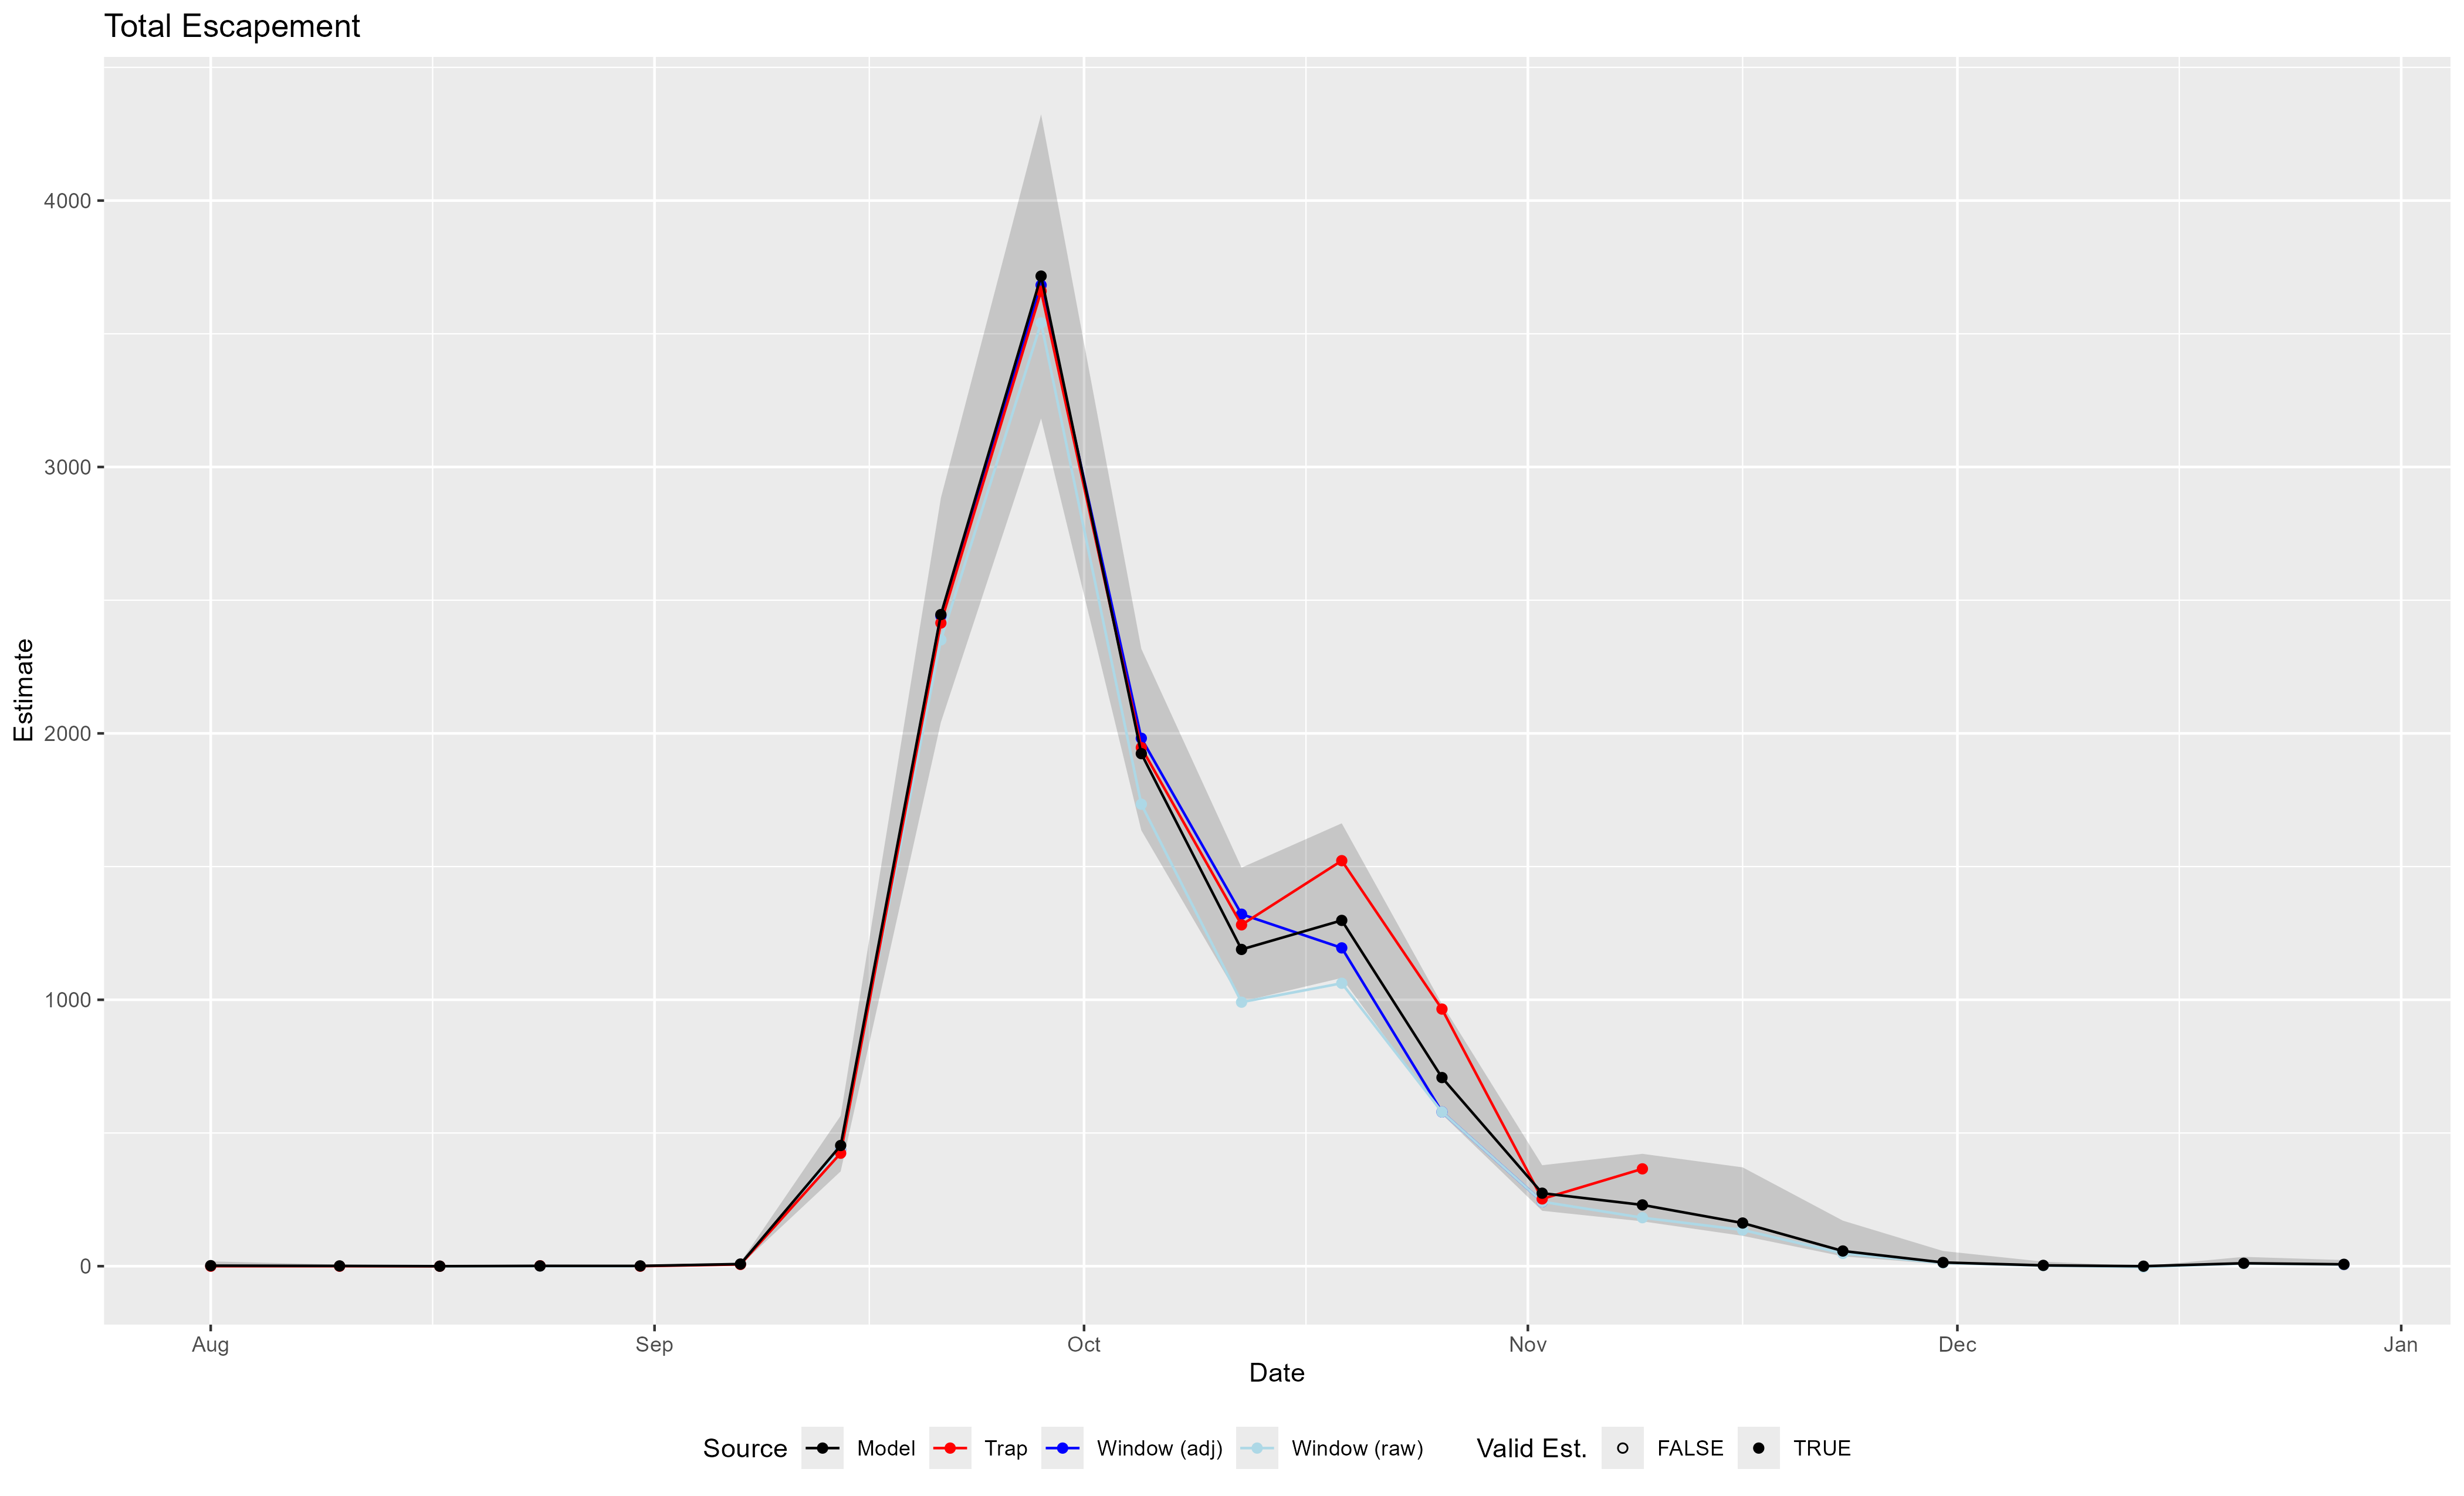 Total Escapement
Estimate
4000
3000
2000
1000
0
Aug Sep Oct Nov Dec Jan
Date
Source Model Trap Window (adj) Window (raw) Valid Est. FALSE TRUE